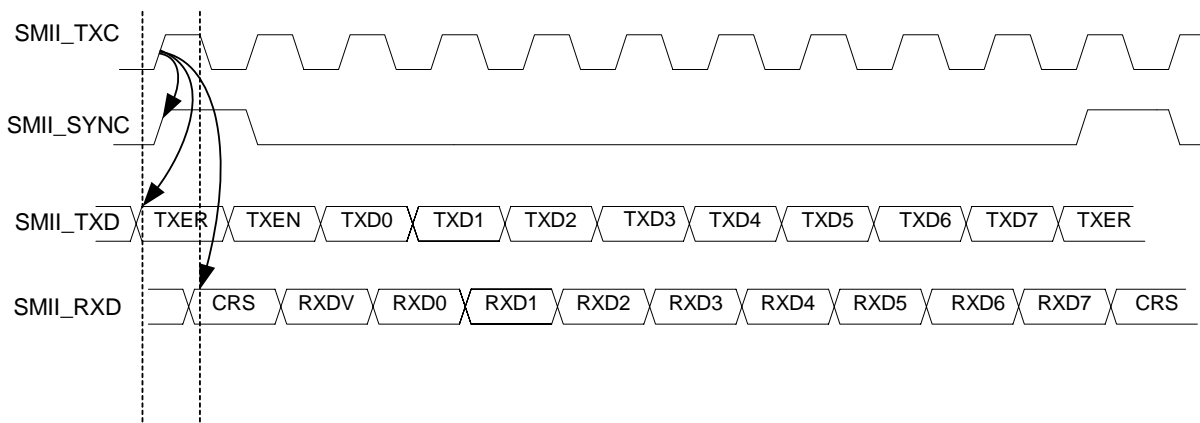 SMII_TXC
SMII_SYNC
SMII_TXD TXER TXEN TXD0 TXD1 TXD2 TXD3 TXD4 TXD5 TXD6 TXD7 TXER
SMII_RXD CRS RXDV RXD0 RXD1 RXD2 RXD3 RXD4 RXD5 RXD6 RXD7 CRS